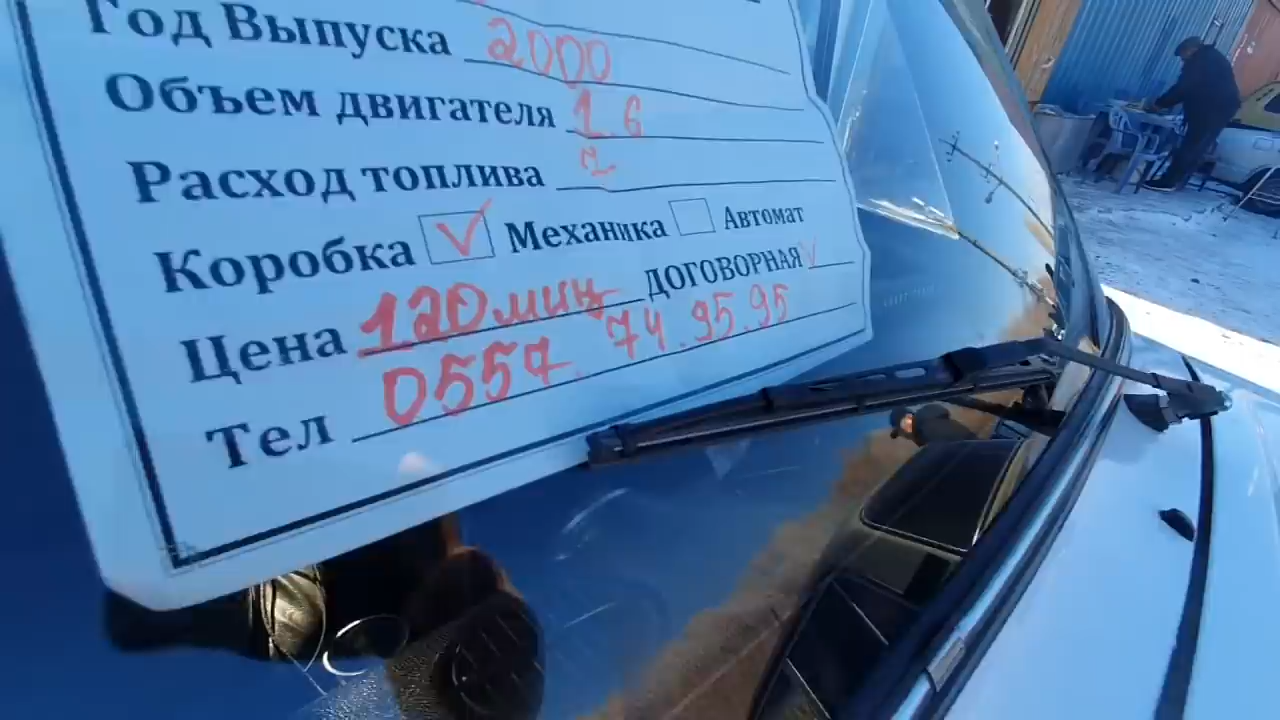 Год Выпуска 2000
Объем двигателя 1.6
Расход топлива
Коробка Механика Автомат
Цена 120 мин ДОГОВОРНАЯ
Тел 0557. 74.95.95